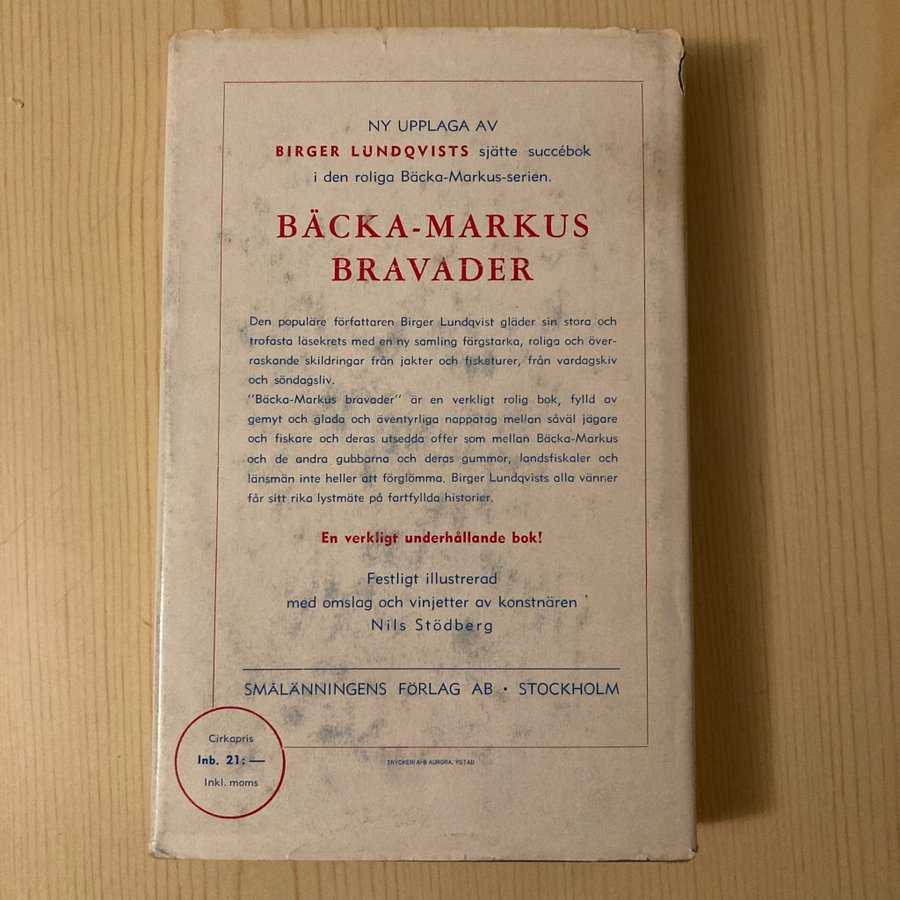 NY UPPLAGA AV
BIRGER LUNDQVISTS sjätte succébok
i den roliga Bäcka-Markus-serien.
BÄCKA-MARKUS
BRAVADER
Den populäre författaren Birger Lundqvist gläder sin stora och
trofasta läsekrets med en ny samling färgstarka, roliga och över-
raskande skildringar från jakter och fisketurer, från vardagskiv
och söndagsliv.
"Bäcka-Markus bravader" är en verkligt rolig bok, fylld av
gemyt och glada och äventyrliga nappatag mellan såväl jägare
och fiskare och deras utsedda offer som mellan Bäcka-Markus
och de andra gubbarna och deras gummor, landsfiskaler och
länsmän inte heller att förglömma. Birger Lundqvists alla vänner
får sitt rika lystmäte på fartfyllda historier.
En verkligt underhållande bok!
Festligt illustrerad
med omslag och vinjetter av konstnären
Nils Stödberg
SMÅLÄNNINGENS FÖRLAG AB • STOCKHOLM
Cirkapris
Inb. 21:—
Inkl. moms
TRYCKERI A-B AURORA, YSTAD